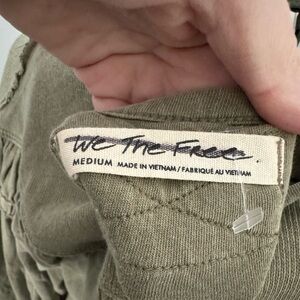 We The Free.
MEDIUM MADE IN VIETNAM / FABRIQUÉ AU VIETNAM